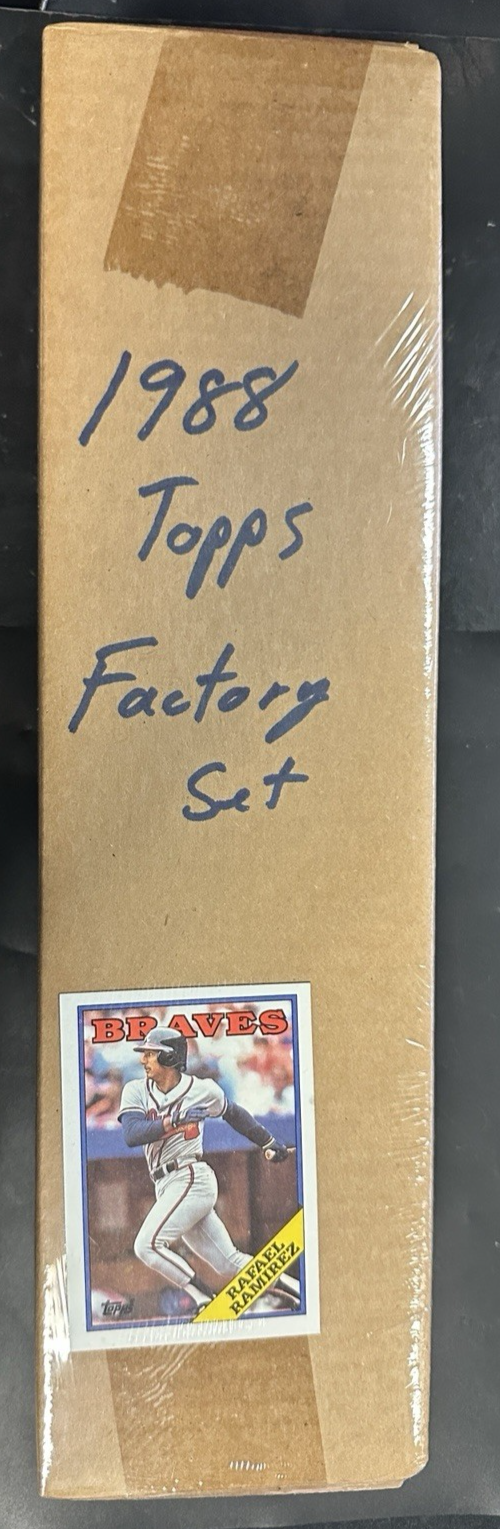 1988
Topps
Factory
Set
BRAVES
RAFAEL
RAMIREZ
Topps